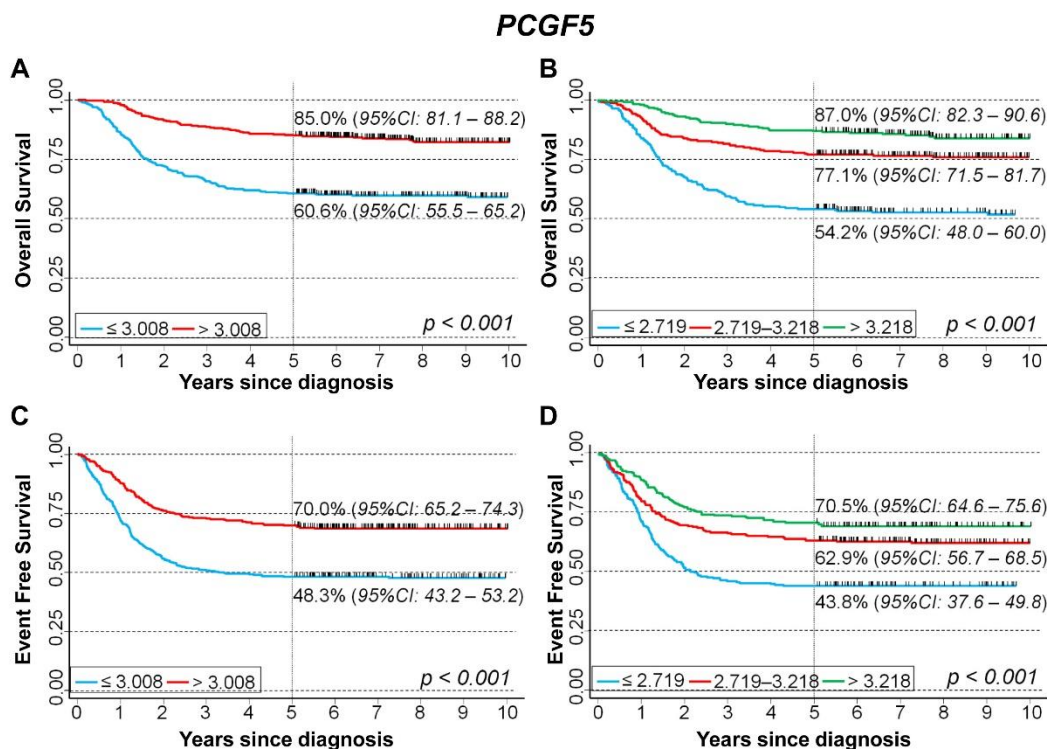 PCGF5
A
Overall Survival
1.00
0.75
0.50
0.25
0.00
85.0% (95%CI: 81.1 – 88.2)
60.6% (95%CI: 55.5 – 65.2)
≤ 3.008 > 3.008
p < 0.001
0 1 2 3 4 5 6 7 8 9 10
Years since diagnosis
B
Overall Survival
1.00
0.75
0.50
0.25
0.00
87.0% (95%CI: 82.3 – 90.6)
77.1% (95%CI: 71.5 – 81.7)
54.2% (95%CI: 48.0 – 60.0)
≤ 2.719 2.719–3.218 > 3.218
p < 0.001
0 1 2 3 4 5 6 7 8 9 10
Years since diagnosis
C
Event Free Survival
1.00
0.75
0.50
0.25
0.00
70.0% (95%CI: 65.2 – 74.3)
48.3% (95%CI: 43.2 – 53.2)
≤ 3.008 > 3.008
p < 0.001
0 1 2 3 4 5 6 7 8 9 10
Years since diagnosis
D
Event Free Survival
1.00
0.75
0.50
0.25
0.00
70.5% (95%CI: 64.6 – 75.6)
62.9% (95%CI: 56.7 – 68.5)
43.8% (95%CI: 37.6 – 49.8)
≤ 2.719 2.719–3.218 > 3.218
p < 0.001
0 1 2 3 4 5 6 7 8 9 10
Years since diagnosis